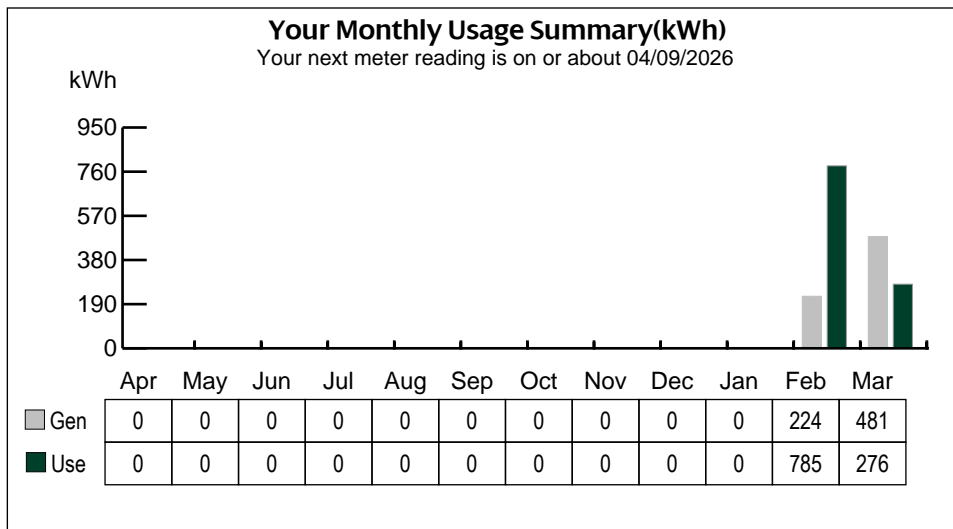 Your Monthly Usage Summary(kWh)
Your next meter reading is on or about 04/09/2026
kWh
950
760
570
380
190
0
Apr May Jun Jul Aug Sep Oct Nov Dec Jan Feb Mar
Gen 0 0 0 0 0 0 0 0 0 0 224 481
Use 0 0 0 0 0 0 0 0 0 0 785 276